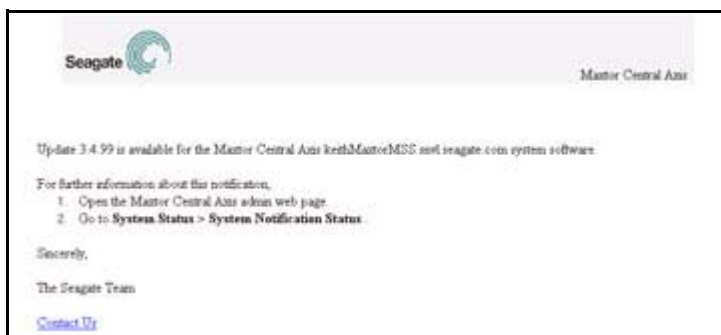 Seagate
Maxtor Central Axis
Update 3.4.99 is available for the Maxtor Central Axis keithMaxtorMSS seagate.com system software.
For further information about this notification,
1. Open the Maxtor Central Axis admin web page.
2. Go to System Status > System Notification Status.
Sincerely,
The Seagate Team
Contact Us